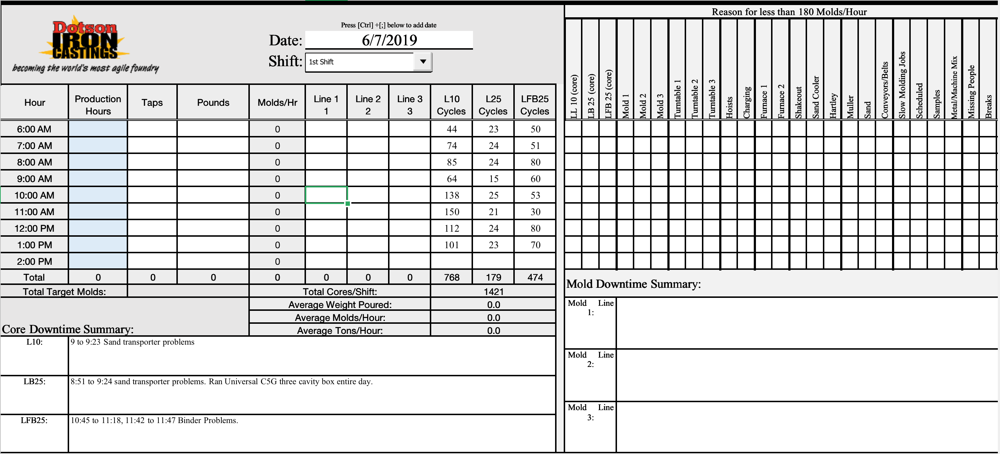 Reason for less than 180 Molds/Hour
Dotson
IRON
CASTINGS
becoming the world's most agile foundry
Press [Ctrl] +[;] below to add date
Date: 6/7/2019
Shift: 1st Shift
Hour Production Hours Taps Pounds Molds/Hr Line 1 1 Line 2 2 Line 3 3 L10 Cycles L25 Cycles LFB25 Cycles
LL 10 (core)
LB 25 (core)
LFB 25 (core)
Mold 1
Mold 2
Mold 3
Turntable 1
Turntable 2
Turntable 3
Hoists
Charging
Furnace 1
Furnace 2
Shakeout
Sand Cooler
Hartley
Muller
Sand
Conveyors/Belts
Slow Molding Jobs
Scheduled
Samples
Metal/Machine Mix
Missing People
Breaks
6:00 AM 0 44 23 50
7:00 AM 0 74 24 51
8:00 AM 0 85 24 80
9:00 AM 0 64 15 60
10:00 AM 0 138 25 53
11:00 AM 0 150 21 30
12:00 PM 0 112 24 80
1:00 PM 0 101 23 70
2:00 PM 0
Total 0 0 0 0 0 0 0 768 179 474
Total Target Molds: Total Cores/Shift: 1421
Average Weight Poured: 0.0
Average Molds/Hour: 0.0
Average Tons/Hour: 0.0
Core Downtime Summary:
L10: 9 to 9:23 Sand transporter problems
LB25: 8:51 to 9:24 sand transporter problems. Ran Universal C5G three cavity box entire day.
LFB25: 10:45 to 11:18, 11:42 to 11:47 Binder Problems.
Mold Downtime Summary:
Mold Line
1:
Mold Line
2:
Mold Line
3: